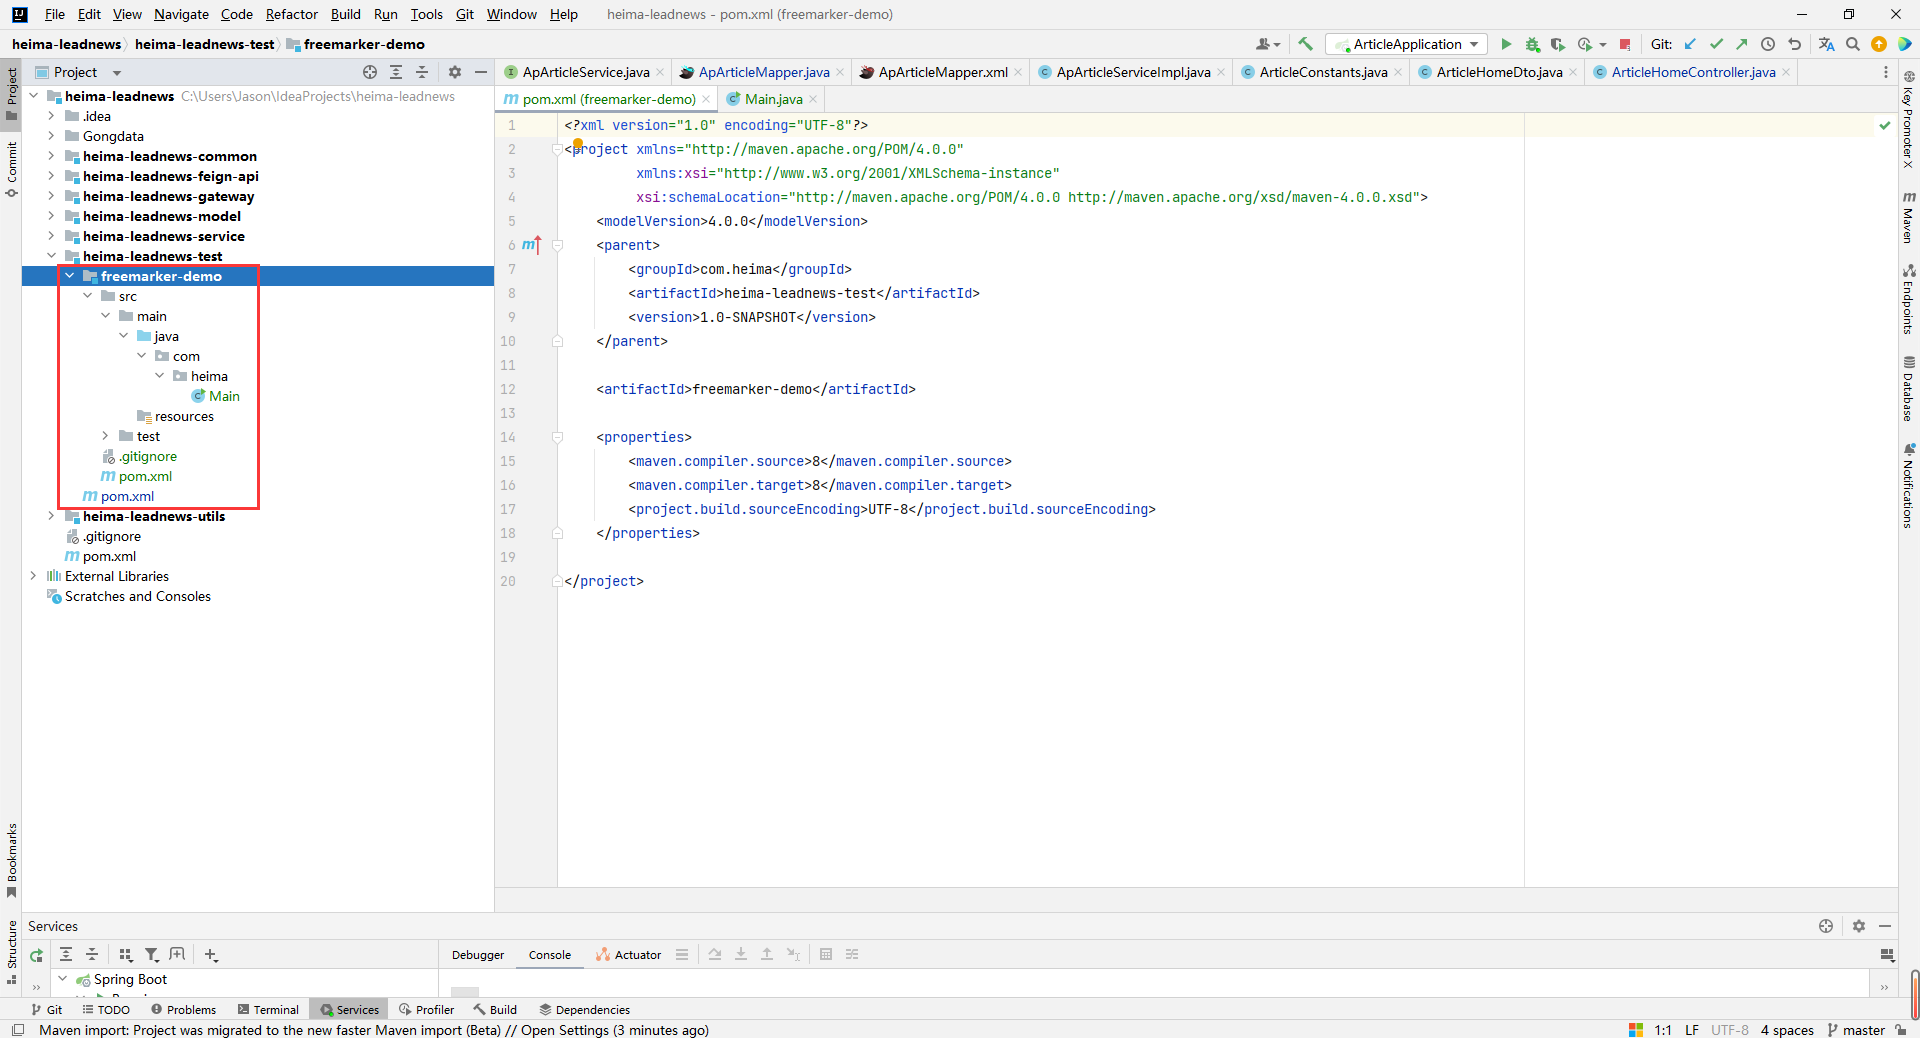 File Edit View Navigate Code Refactor Build Run Tools Git Window Help heima-leadnews - pom.xml (freemarker-demo)
heima-leadnews heima-leadnews-test freemarker-demo ArticleApplication Git:
Project
ApArticleService.java ApArticleMapper.java ApArticleMapper.xml ApArticleServiceImpl.java ArticleConstants.java ArticleHomeDto.java ArticleHomeController.java
pom.xml (freemarker-demo) Main.java
Project
Commit
Bookmarks
Structure
heima-leadnews C:\Users\Jason\IdeaProjects\heima-leadnews
.idea
Gongdata
heima-leadnews-common
heima-leadnews-feign-api
heima-leadnews-gateway
heima-leadnews-model
heima-leadnews-service
heima-leadnews-test
freemarker-demo
src
main
java
com
heima
Main
resources
test
.gitignore
pom.xml
pom.xml
heima-leadnews-utils
.gitignore
pom.xml
External Libraries
Scratches and Consoles
1 <?xml version="1.0" encoding="UTF-8"?>
2 <project xmlns="http://maven.apache.org/POM/4.0.0"
3 xmlns:xsi="http://www.w3.org/2001/XMLSchema-instance"
4 xsi:schemaLocation="http://maven.apache.org/POM/4.0.0 http://maven.apache.org/xsd/maven-4.0.0.xsd">
5 <modelVersion>4.0.0</modelVersion>
6 <parent>
7 <groupId>com.heima</groupId>
8 <artifactId>heima-leadnews-test</artifactId>
9 <version>1.0-SNAPSHOT</version>
10 </parent>
11
12 <artifactId>freemarker-demo</artifactId>
13
14 <properties>
15 <maven.compiler.source>8</maven.compiler.source>
16 <maven.compiler.target>8</maven.compiler.target>
17 <project.build.sourceEncoding>UTF-8</project.build.sourceEncoding>
18 </properties>
19
20 </project>
Key Promoter X
Maven
Endpoints
Database
Notifications
Services
Debugger Console Actuator
Spring Boot
Git TODO Problems Terminal Services Profiler Build Dependencies
Maven import: Project was migrated to the new faster Maven import (Beta) // Open Settings (3 minutes ago) 1:1 LF UTF-8 4 spaces master